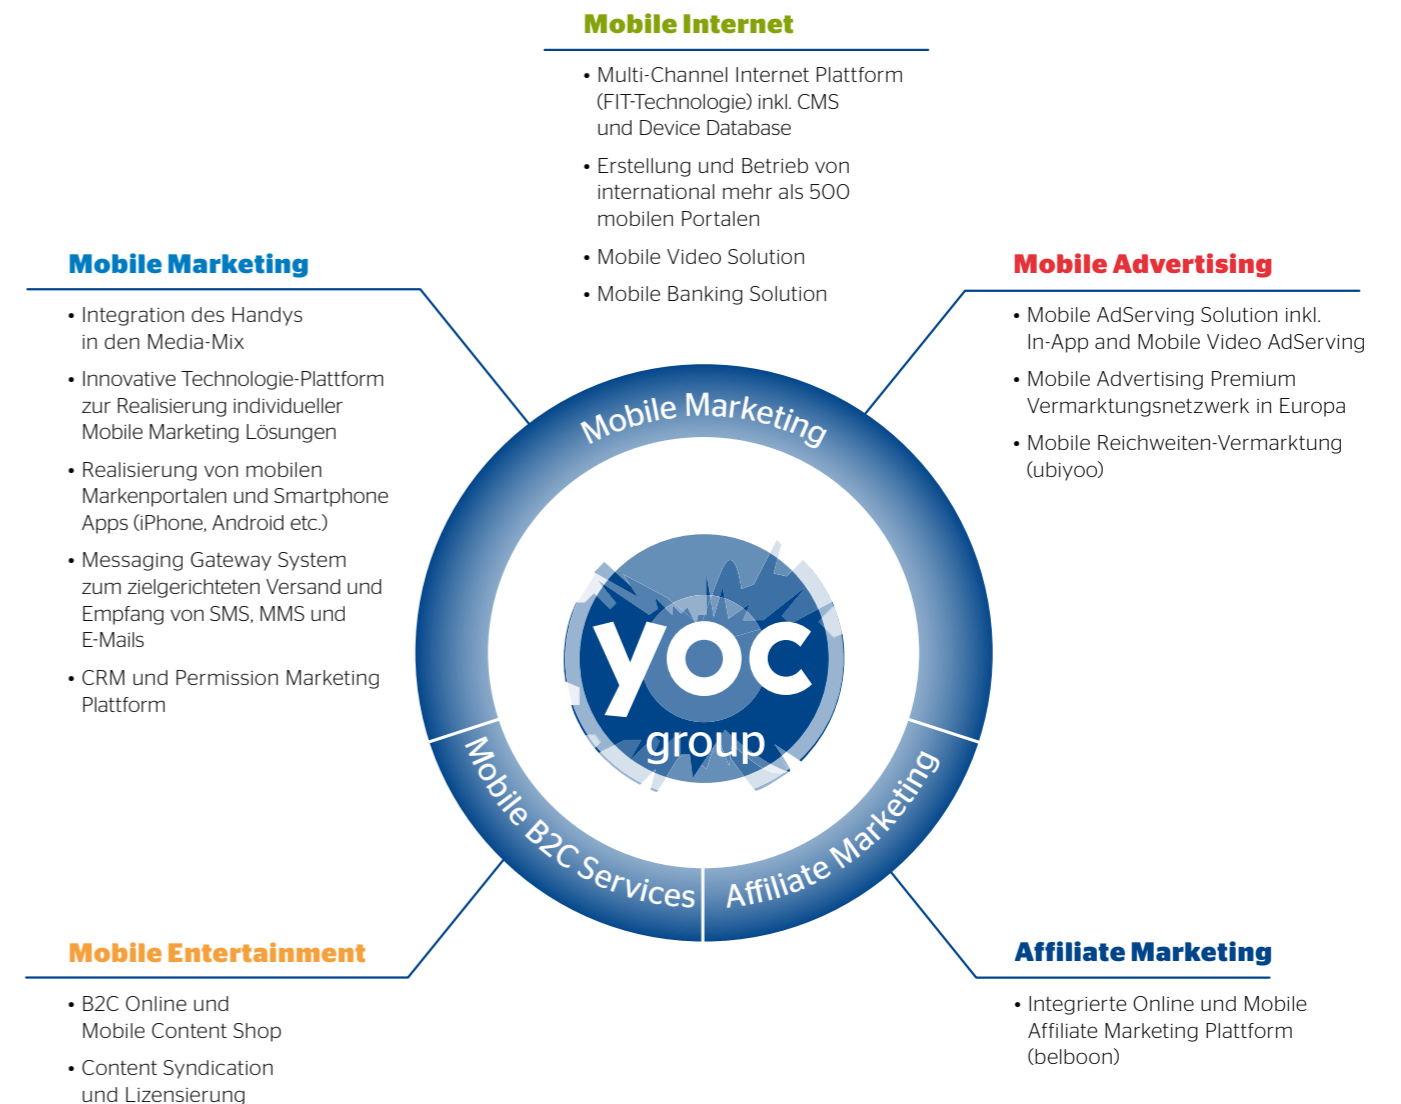 Mobile Internet
• Multi-Channel Internet Plattform
(FIT-Technologie) inkl. CMS
und Device Database
• Erstellung und Betrieb von
international mehr als 500
mobilen Portalen
• Mobile Video Solution
• Mobile Banking Solution
Mobile Marketing
• Integration des Handys
in den Media-Mix
• Innovative Technologie-Plattform
zur Realisierung individueller
Mobile Marketing Lösungen
• Realisierung von mobilen
Markenportalen und Smartphone
Apps (iPhone, Android etc.)
• Messaging Gateway System
zum zielgerichteten Versand und
Empfang von SMS, MMS und
E-Mails
• CRM und Permission Marketing
Plattform
Mobile Advertising
• Mobile AdServing Solution inkl.
In-App and Mobile Video AdServing
• Mobile Advertising Premium
Vermarktungsnetzwerk in Europa
• Mobile Reichweiten-Vermarktung
(ubiyoo)
Mobile Marketing
yoc
group
Mobile B2C Services
Affiliate Marketing
Mobile Entertainment
• B2C Online und
Mobile Content Shop
• Content Syndication
und Lizensierung
Affiliate Marketing
• Integrierte Online und Mobile
Affiliate Marketing Plattform
(belboon)